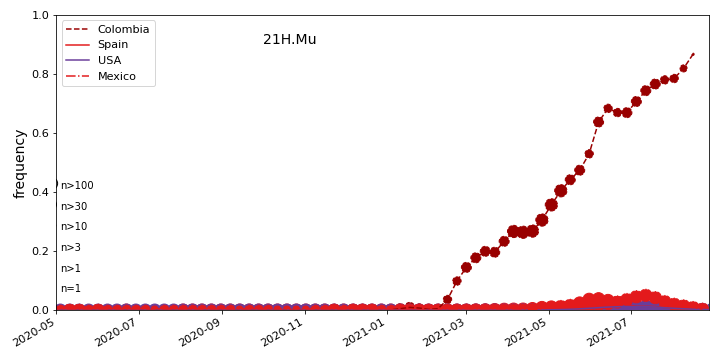 21H.Mu
Colombia
Spain
USA
Mexico
frequency
1.0
0.8
0.6
0.4
0.2
0.0
n>100
n>30
n>10
n>3
n>1
n=1
2020-05
2020-07
2020-09
2020-11
2021-01
2021-03
2021-05
2021-07